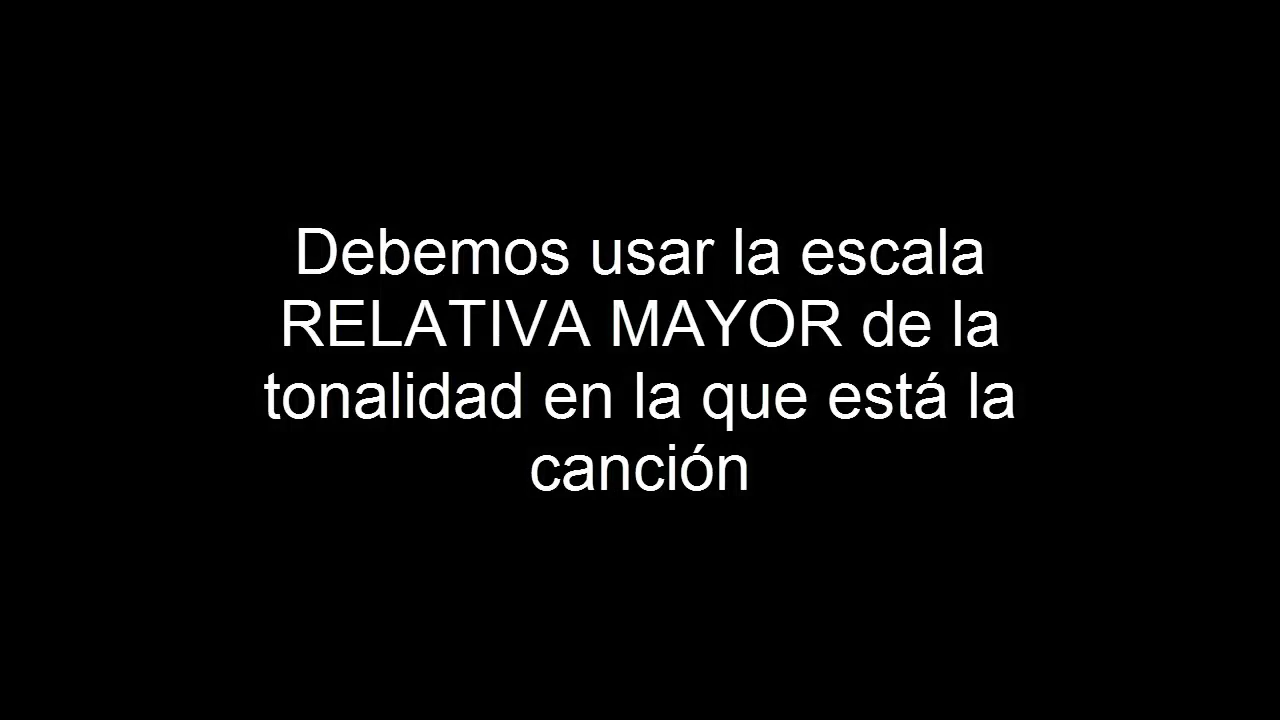 Debemos usar la escala
RELATIVA MAYOR de la
tonalidad en la que está la
canción